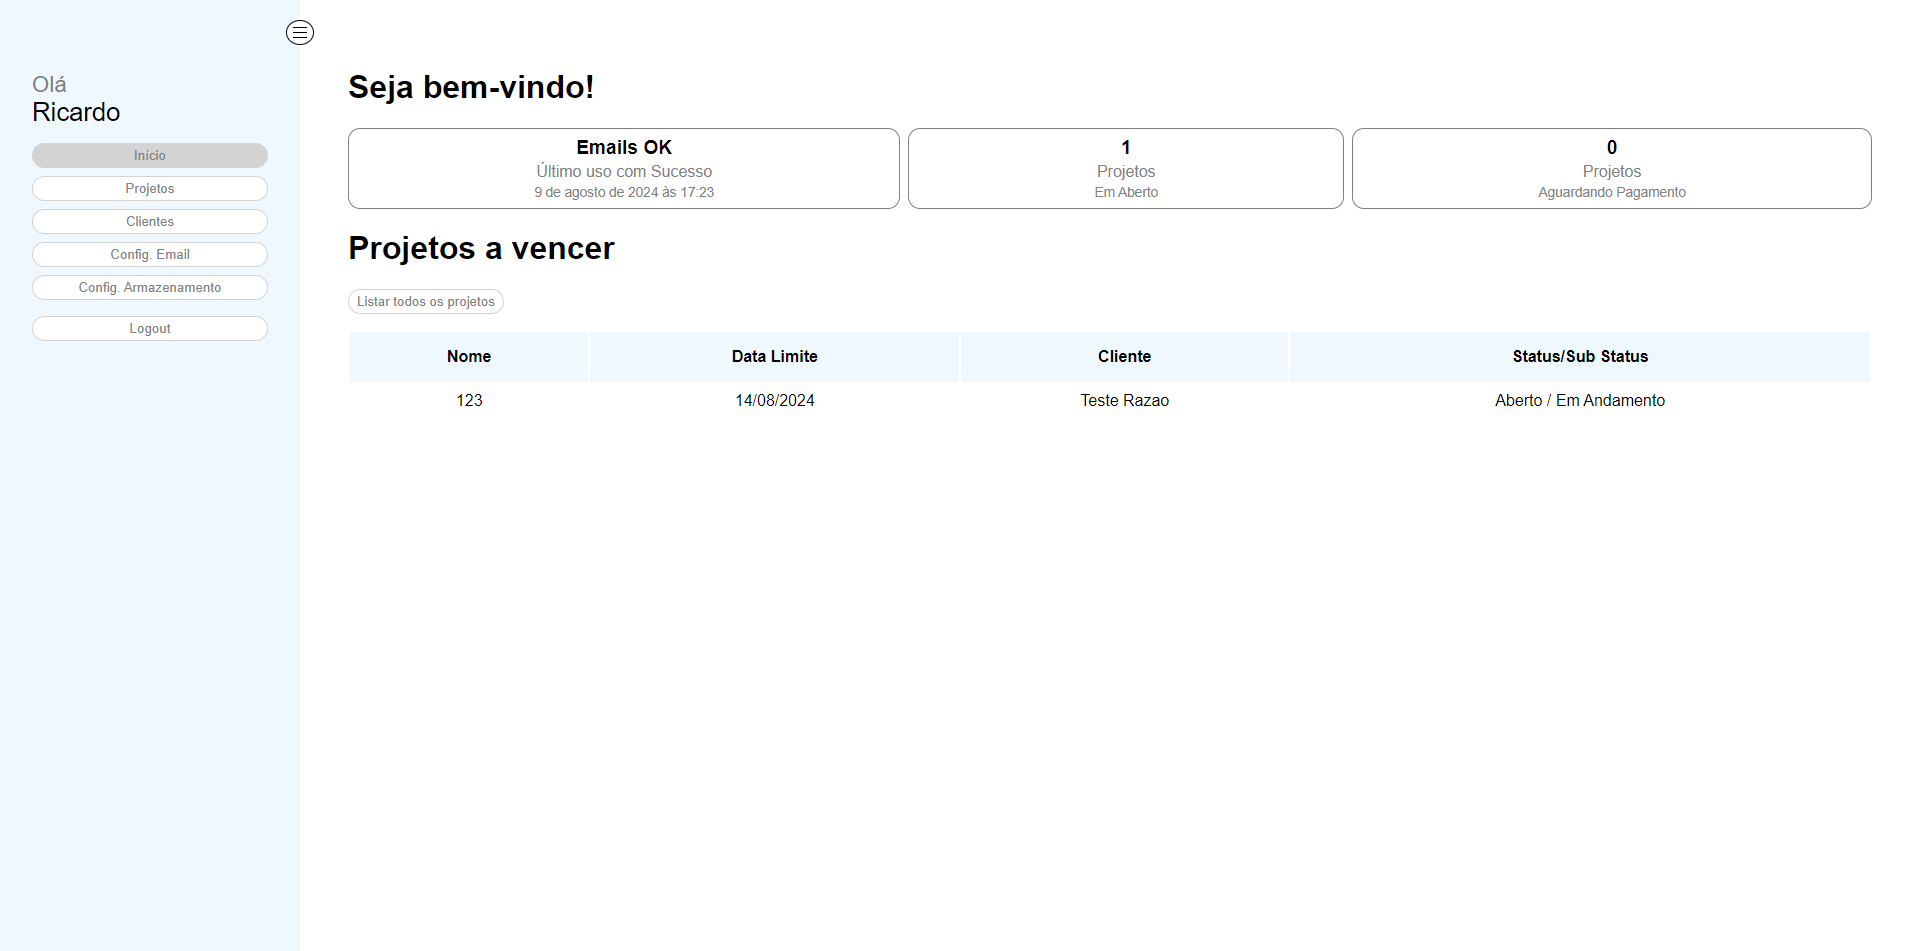 Olá
Ricardo
Início
Projetos
Clientes
Config. Email
Config. Armazenamento
Logout
Seja bem-vindo!
Emails OK
Último uso com Sucesso
9 de agosto de 2024 às 17:23
1
Projetos
Em Aberto
0
Projetos
Aguardando Pagamento
Projetos a vencer
Listar todos os projetos
Nome Data Limite Cliente Status/Sub Status
123 14/08/2024 Teste Razao Aberto / Em Andamento